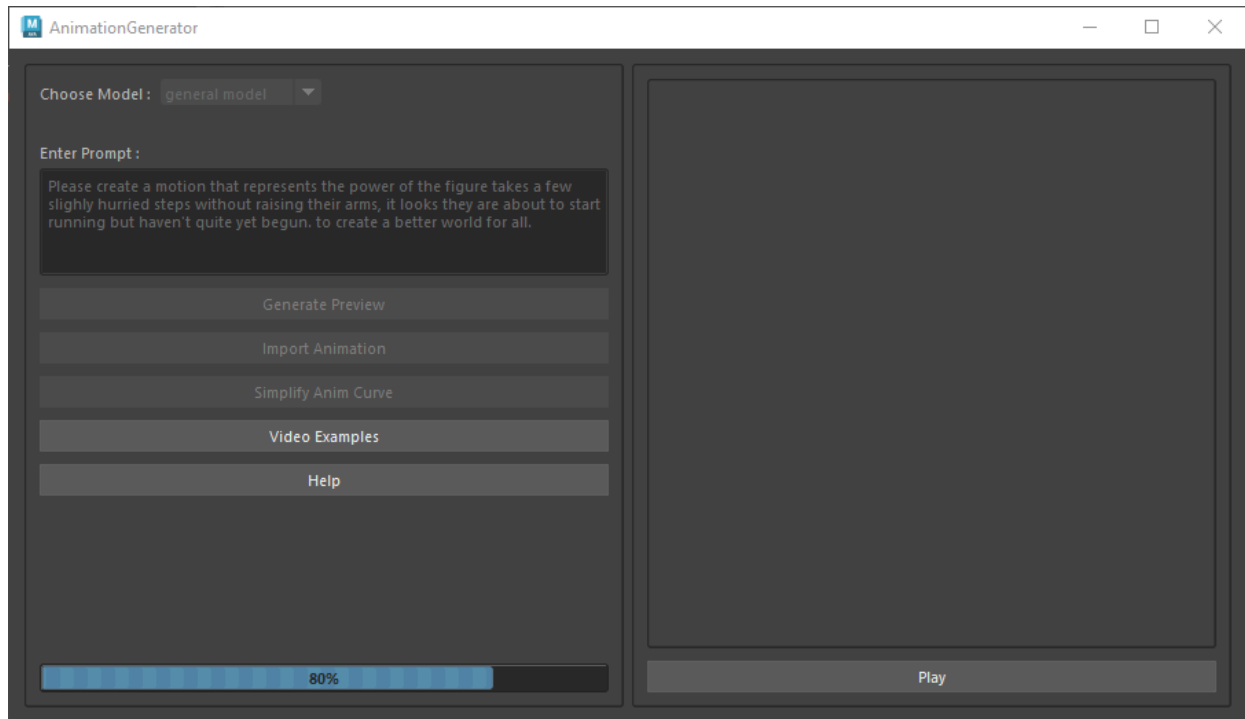 AnimationGenerator
Choose Model : general model
Enter Prompt :
Please create a motion that represents the power of the figure takes a few
slighly hurried steps without raising their arms, it looks they are about to start
running but haven't quite yet begun. to create a better world for all.
Generate Preview
Import Animation
Simplify Anim Curve
Video Examples
Help
80%
Play